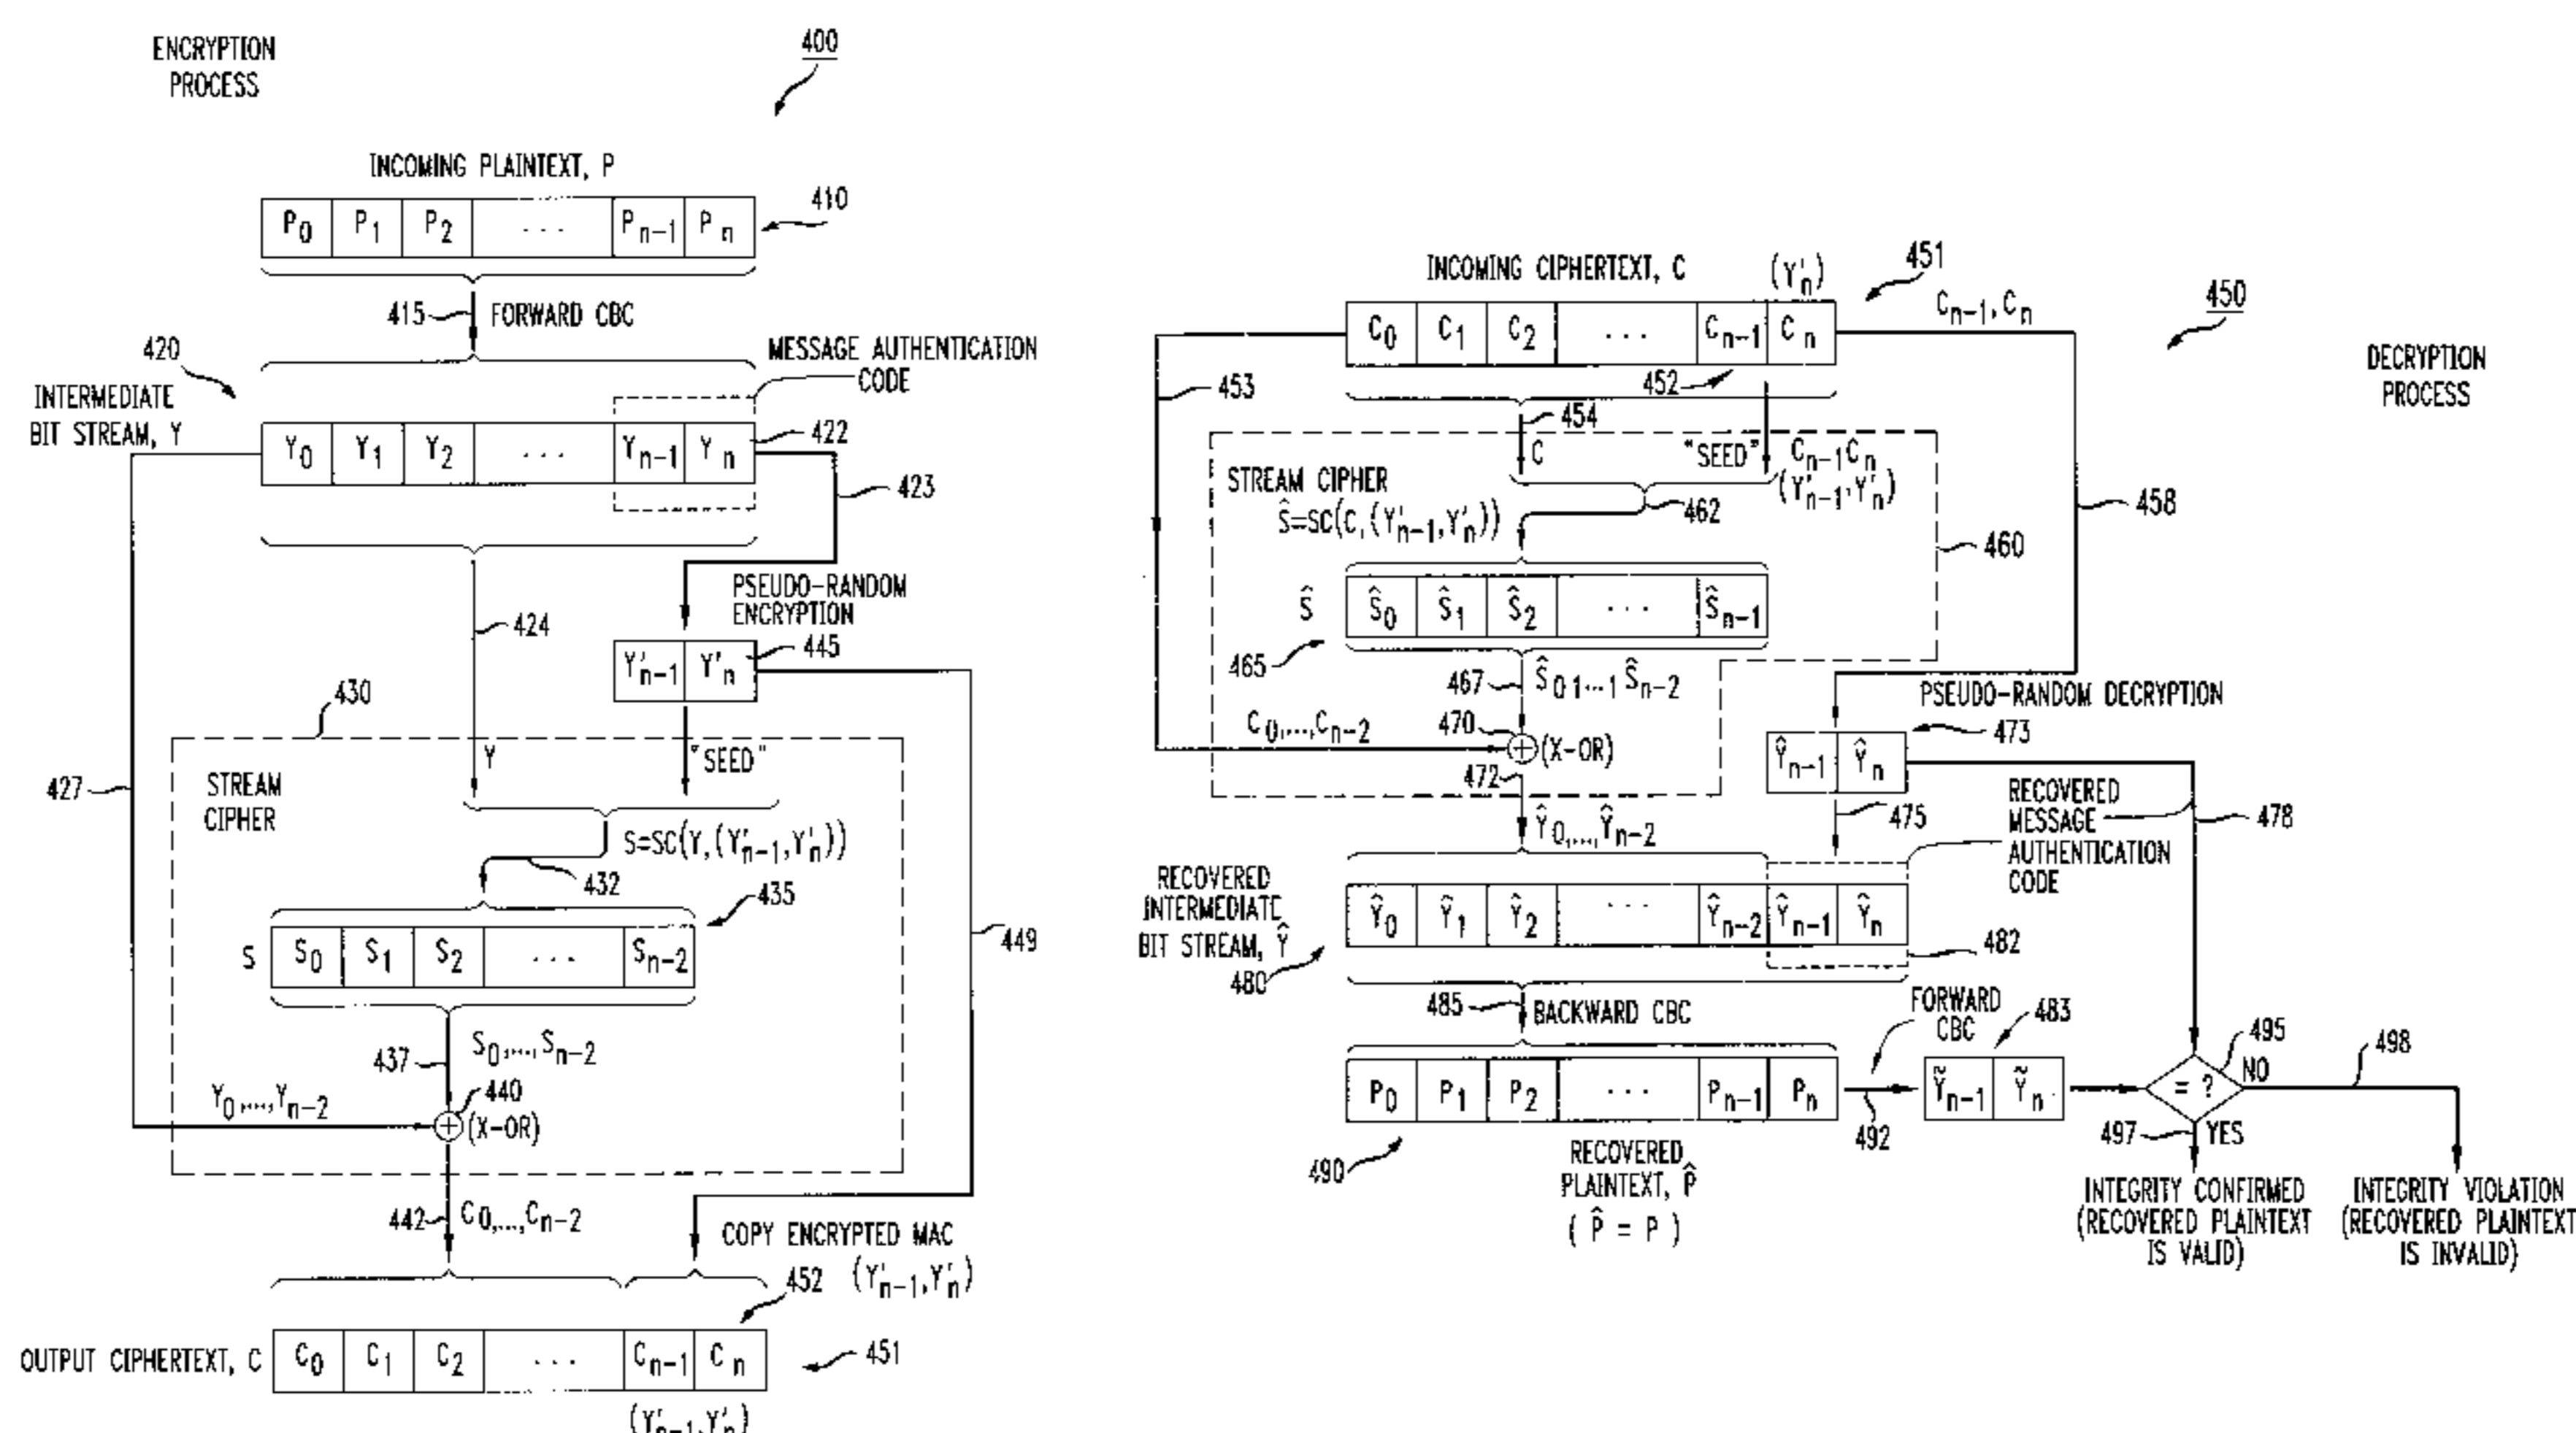 ENCRYPTION
PROCESS
400
INCOMING PLAINTEXT, P
P0 P1 P2 ... Pn-1 Pn
410
415
FORWARD CBC
420
MESSAGE AUTHENTICATION
CODE
INTERMEDIATE
BIT STREAM, Y
Y0 Y1 Y2 ... Yn-1 Yn
422
423
424
PSEUDO-RANDOM
ENCRYPTION
Y'n-1 Y'n
445
430
427
STREAM
CIPHER
Y
"SEED"
S=SC(Y,(Y'n-1,Y'n))
432
435
S
S0 S1 S2 ... Sn-2
449
437
S0,...,Sn-2
Y0,...,Yn-2
440
(X-OR)
442
C0,...,Cn-2
COPY ENCRYPTED MAC
452
(Y'n-1,Y'n)
OUTPUT CIPHERTEXT, C
C0 C1 C2 ... Cn-1 Cn
451
(Y'n-1,Y'n)
INCOMING CIPHERTEXT, C
(Y'n)
451
Cn-1,Cn
450
DECRYPTION
PROCESS
C0 C1 C2 ... Cn-1 Cn
452
453
454
C
"SEED"
Cn-1Cn
(Y'n-1,Y'n)
STREAM CIPHER
Ŝ=SC(C,(Y'n-1,Y'n))
462
458
460
Ŝ
Ŝ0 Ŝ1 Ŝ2 ... Ŝn-1
465
467
Ŝ0 1...1 Ŝn-2
PSEUDO-RANDOM DECRYPTION
C0,...,Cn-2
470
(X-OR)
473
Ŷn-1 Ŷn
472
Ŷ0,...,Ŷn-2
475
RECOVERED
MESSAGE
AUTHENTICATION
CODE
478
RECOVERED
INTERMEDIATE
BIT STREAM, Ŷ
480
Ŷ0 Ŷ1 Ŷ2 ... Ŷn-2 Ŷn-1 Ŷn
482
485
BACKWARD CBC
FORWARD
CBC
483
P0 P1 P2 ... Pn-1 Pn
492
Ỹn-1 Ỹn
= ?
495
NO
498
497
YES
490
RECOVERED
PLAINTEXT, P̂
( P̂ = P )
INTEGRITY CONFIRMED
(RECOVERED PLAINTEXT
IS VALID)
INTEGRITY VIOLATION
(RECOVERED PLAINTEXT
IS INVALID)